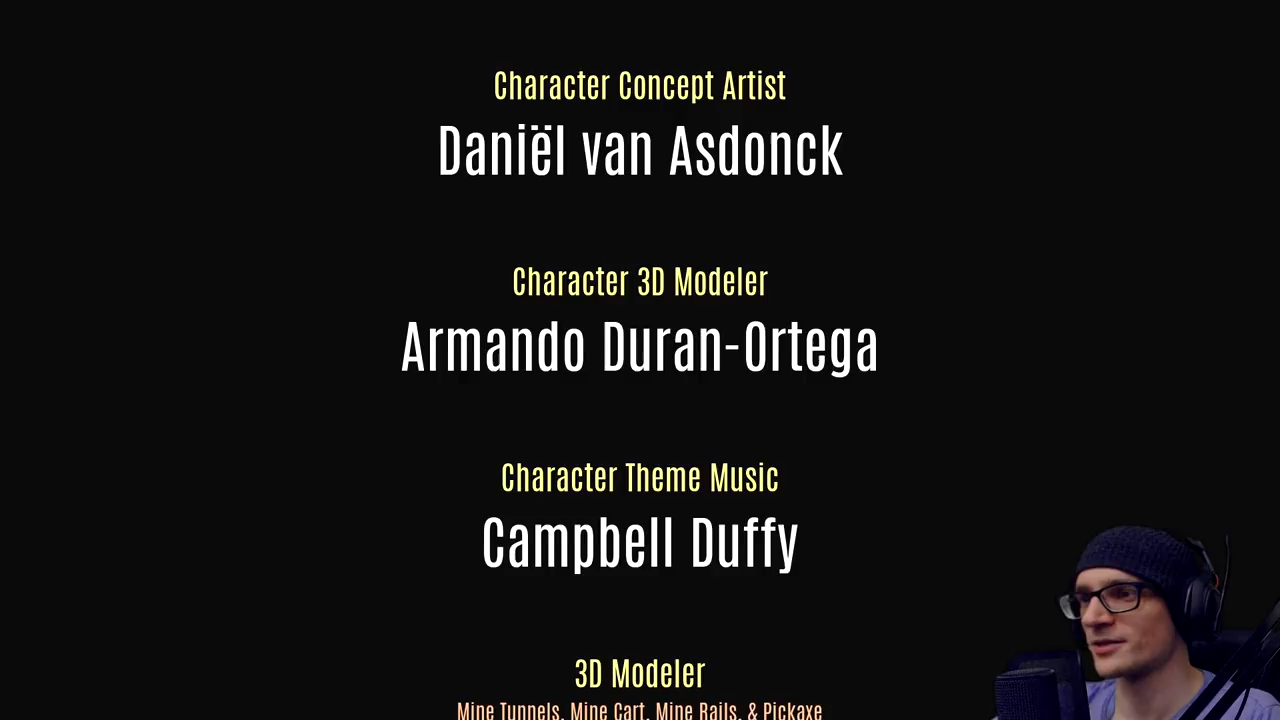 Character Concept Artist
Daniël van Asdonck
Character 3D Modeler
Armando Duran-Ortega
Character Theme Music
Campbell Duffy
3D Modeler
Mine Tunnels, Mine Cart, Mine Rails, & Pickaxe